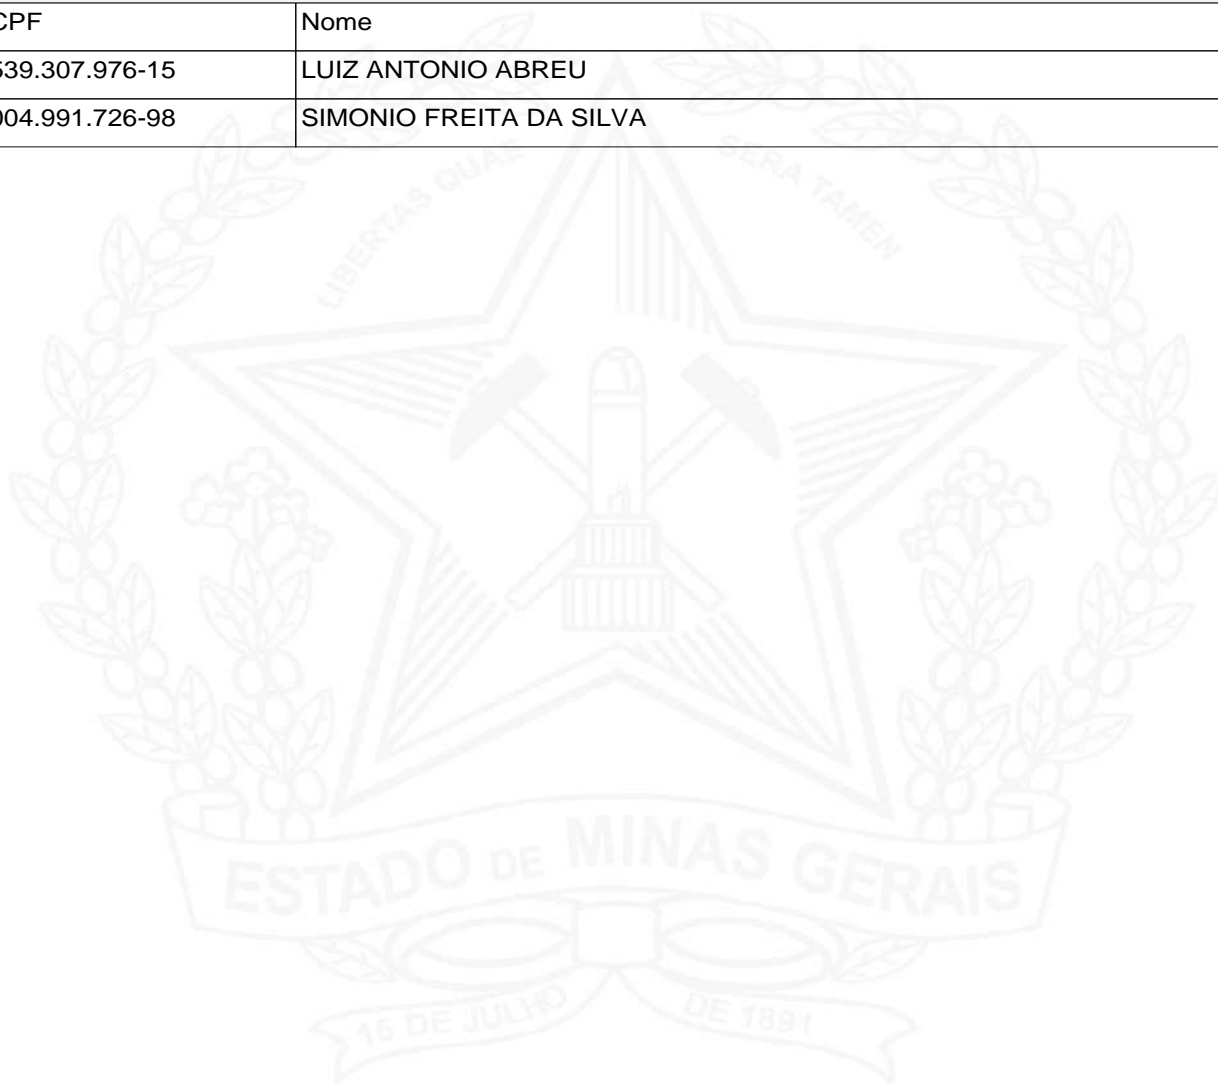 CPF Nome
539.307.976-15 LUIZ ANTONIO ABREU
004.991.726-98 SIMONIO FREITA DA SILVA
LIBERTAS QUAE SERA TAMEN
ESTADO DE MINAS GERAIS
15 DE JULHO DE 1891